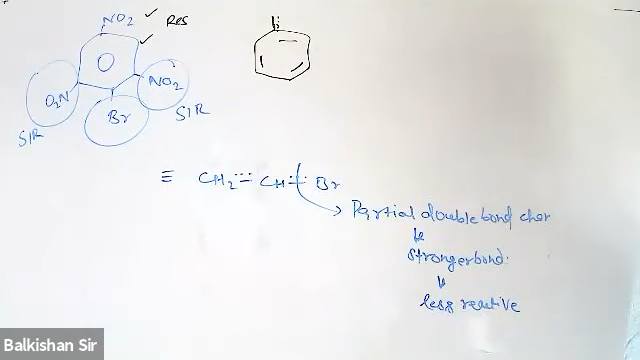 NO2 ✓ Res
✓
O2N NO2
Br
SIR SIR
≡ CH2 CH Br
Partial double bond char
strongerbond.
less reactive
Balkishan Sir